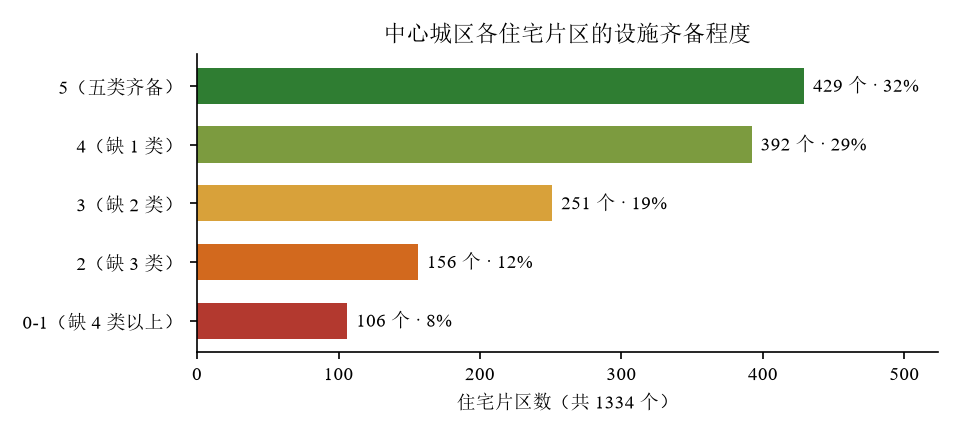 中心城区各住宅片区的设施齐备程度
5（五类齐备）
429 个 · 32%
4（缺 1 类）
392 个 · 29%
3（缺 2 类）
251 个 · 19%
2（缺 3 类）
156 个 · 12%
0-1（缺 4 类以上）
106 个 · 8%
0 100 200 300 400 500
住宅片区数（共 1334 个）